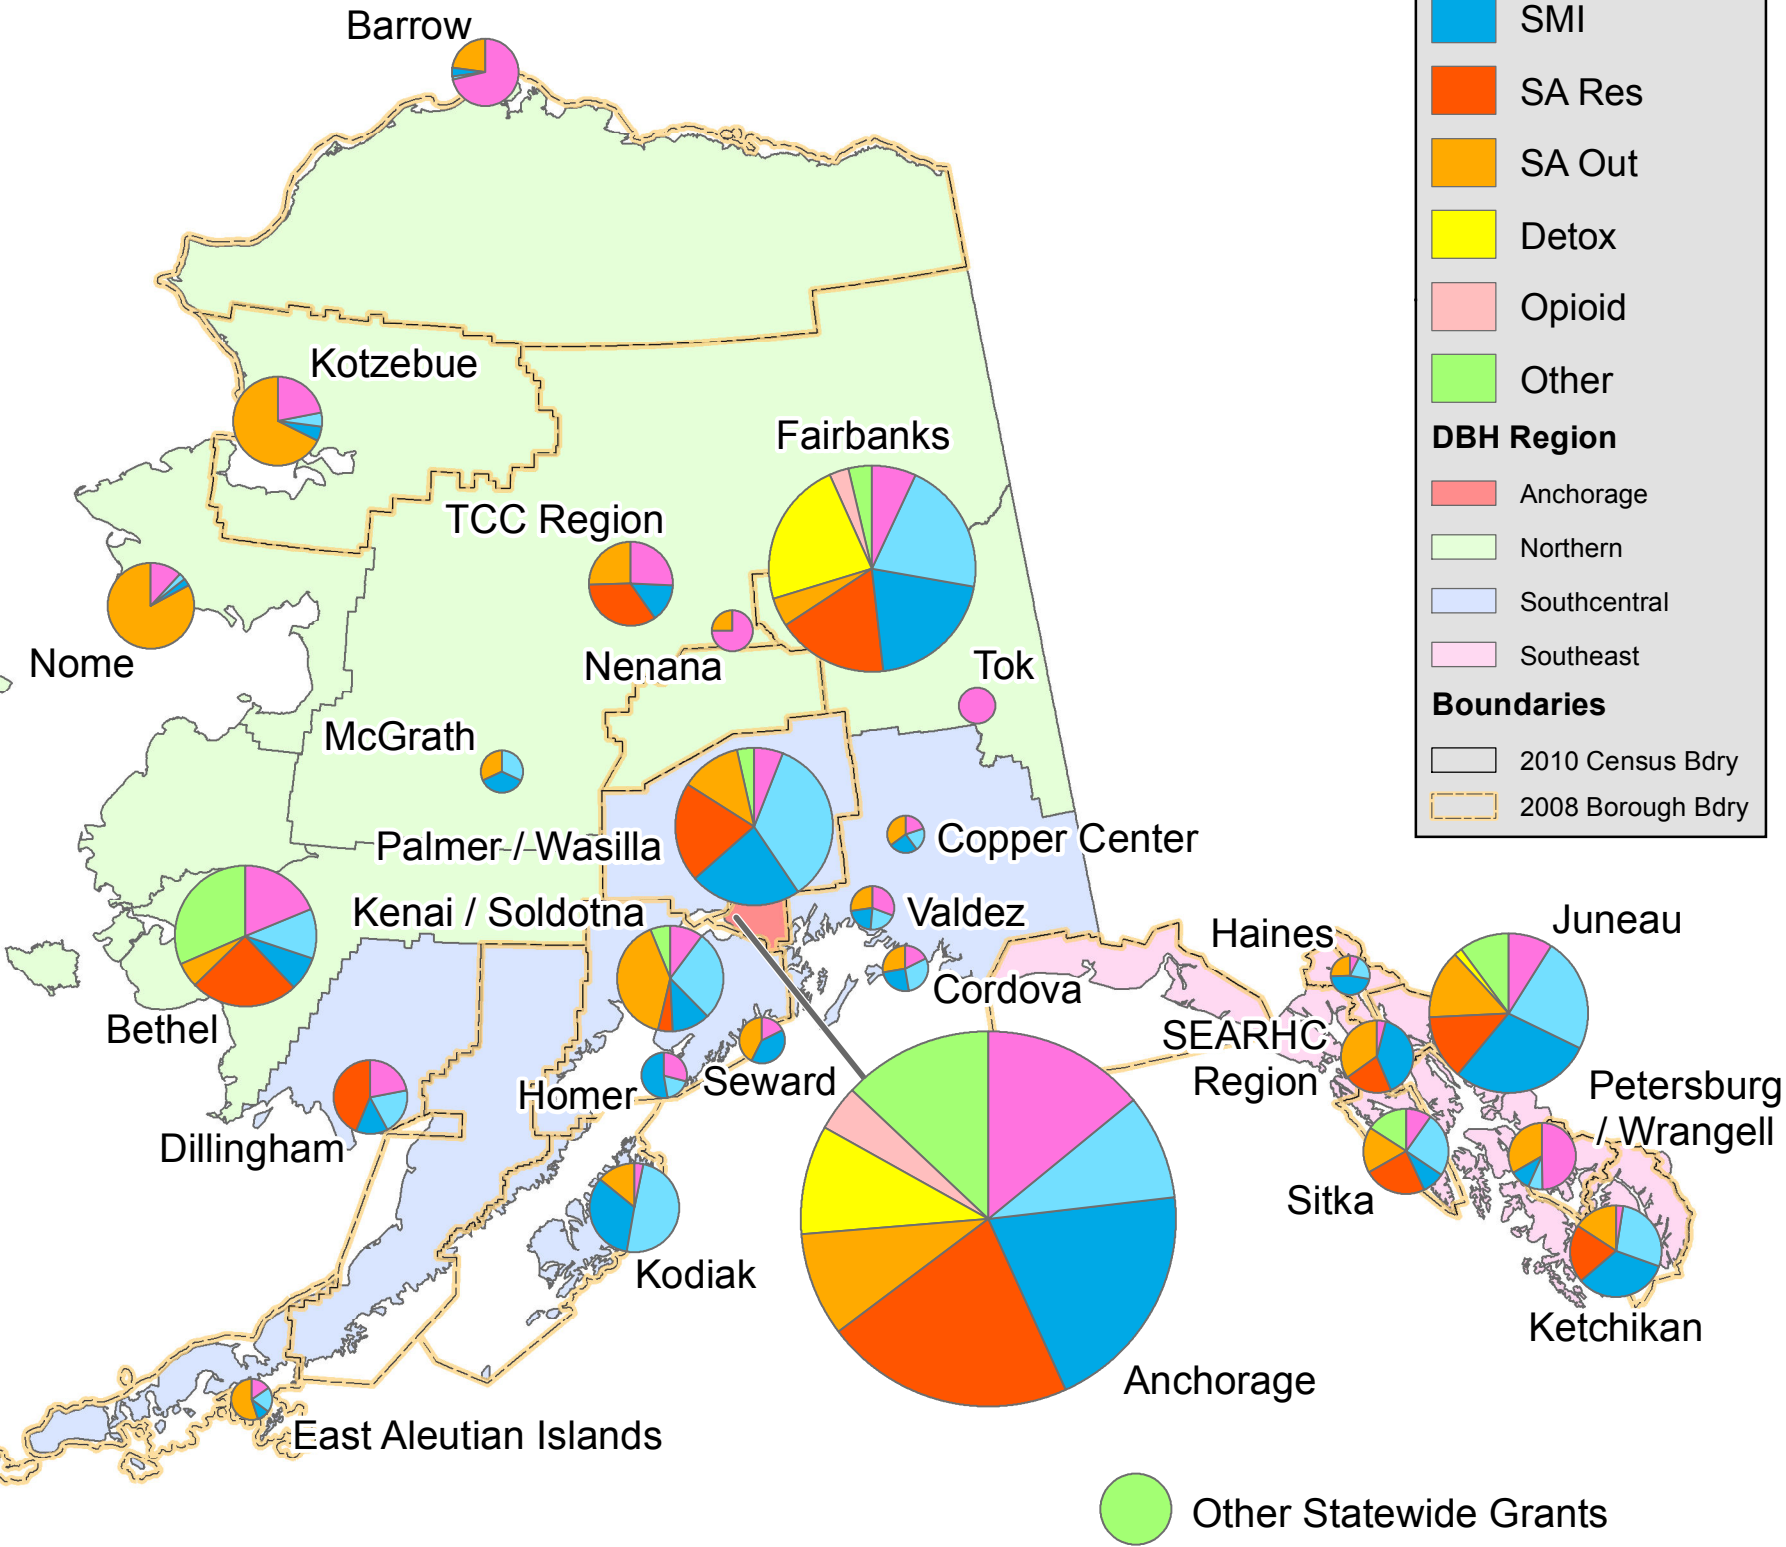 Barrow
Kotzebue
Fairbanks
TCC Region
Nome
Nenana
Tok
McGrath
Palmer / Wasilla
Copper Center
Kenai / Soldotna
Valdez
Cordova
Bethel
Homer
Seward
Dillingham
Kodiak
East Aleutian Islands
Anchorage
Haines
Juneau
SEARHC
Region
Petersburg
/ Wrangell
Sitka
Ketchikan
Other Statewide Grants
SMI
SA Res
SA Out
Detox
Opioid
Other
DBH Region
Anchorage
Northern
Southcentral
Southeast
Boundaries
2010 Census Bdry
2008 Borough Bdry